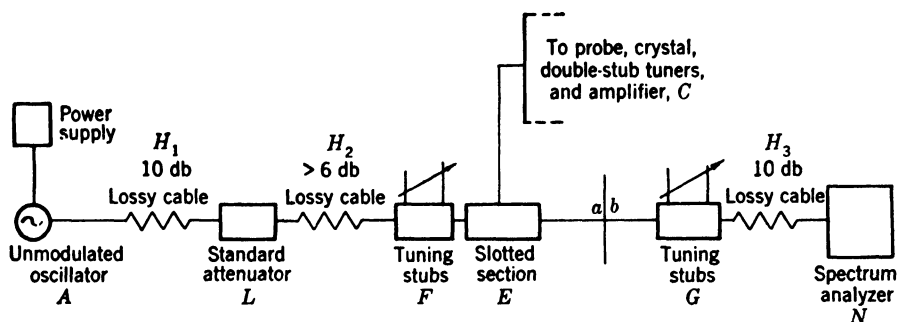 To probe, crystal,
double-stub tuners,
and amplifier, C
Power
supply
H1
10 db
Lossy cable
H2
> 6 db
Lossy cable
H3
10 db
Lossy cable
a b
Unmodulated
oscillator
A
Standard
attenuator
L
Tuning
stubs
F
Slotted
section
E
Tuning
stubs
G
Spectrum
analyzer
N